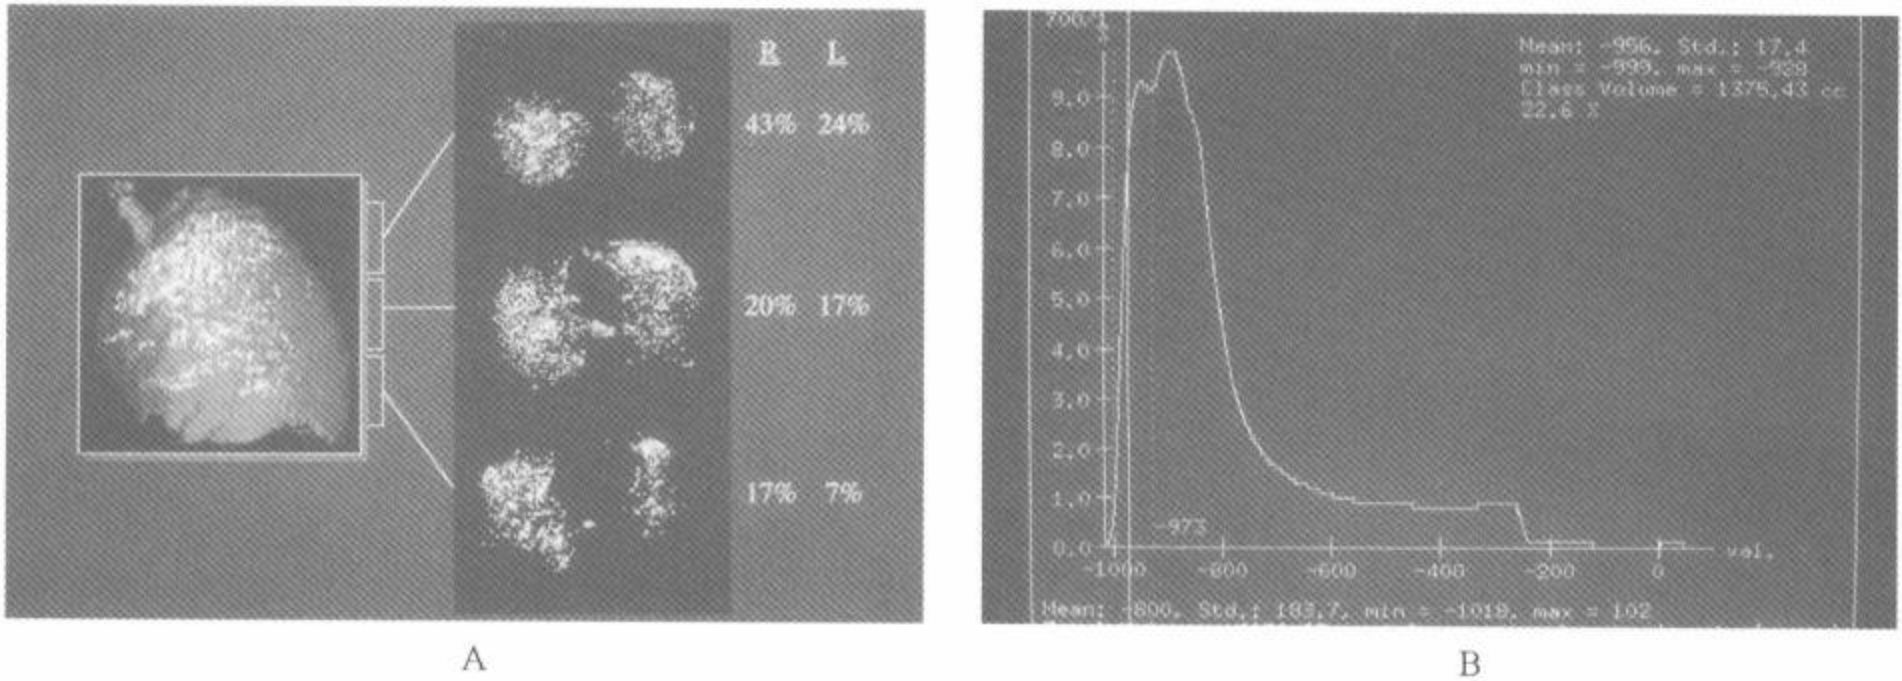 R L
43% 24%
20% 17%
17% 7%
A
700/1
Mean: -956, Std.: 17.4
min = -999, max = -928
Class Volume = 1375.43 cc
22.6 %
9.0
8.0
7.0
6.0
5.0
4.0
3.0
2.0
1.0
0.0
-973
val.
-1000 -800 -600 -400 -200 0
Mean: -800, Std.: 183.7, min = -1018, max = 102
B